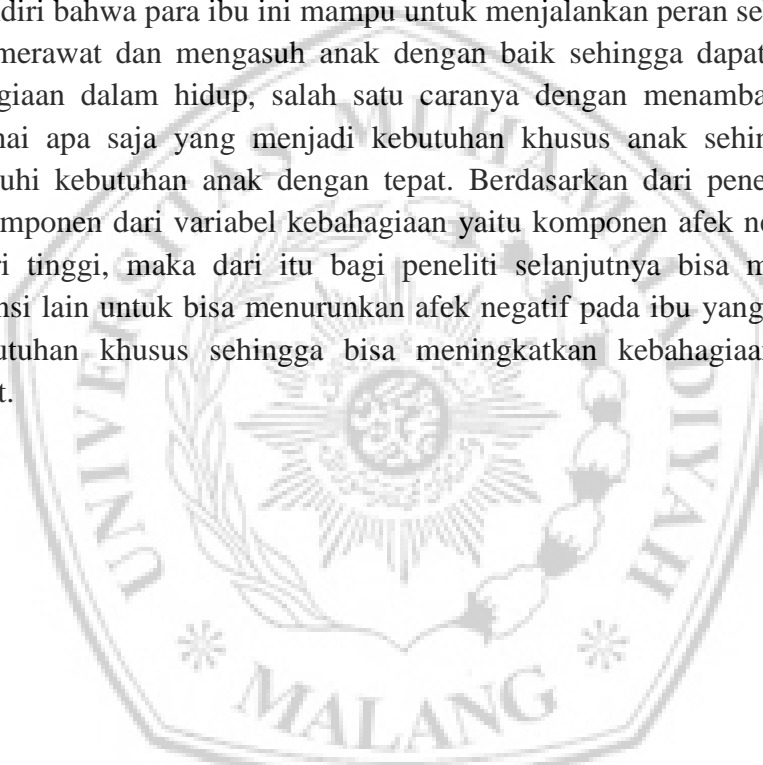 diri bahwa para ibu ini mampu untuk menjalankan peran se
merawat dan mengasuh anak dengan baik sehingga dapat
giaan dalam hidup, salah satu caranya dengan menamba
nai apa saja yang menjadi kebutuhan khusus anak sehin
uhi kebutuhan anak dengan tepat. Berdasarkan dari pene
mponen dari variabel kebahagiaan yaitu komponen afek n
ri tinggi, maka dari itu bagi peneliti selanjutnya bisa m
nsi lain untuk bisa menurunkan afek negatif pada ibu yang
utuhan khusus sehingga bisa meningkatkan kebahagiaan
t.
UNIVERSITAS MUHAMMADIYAH
MALANG